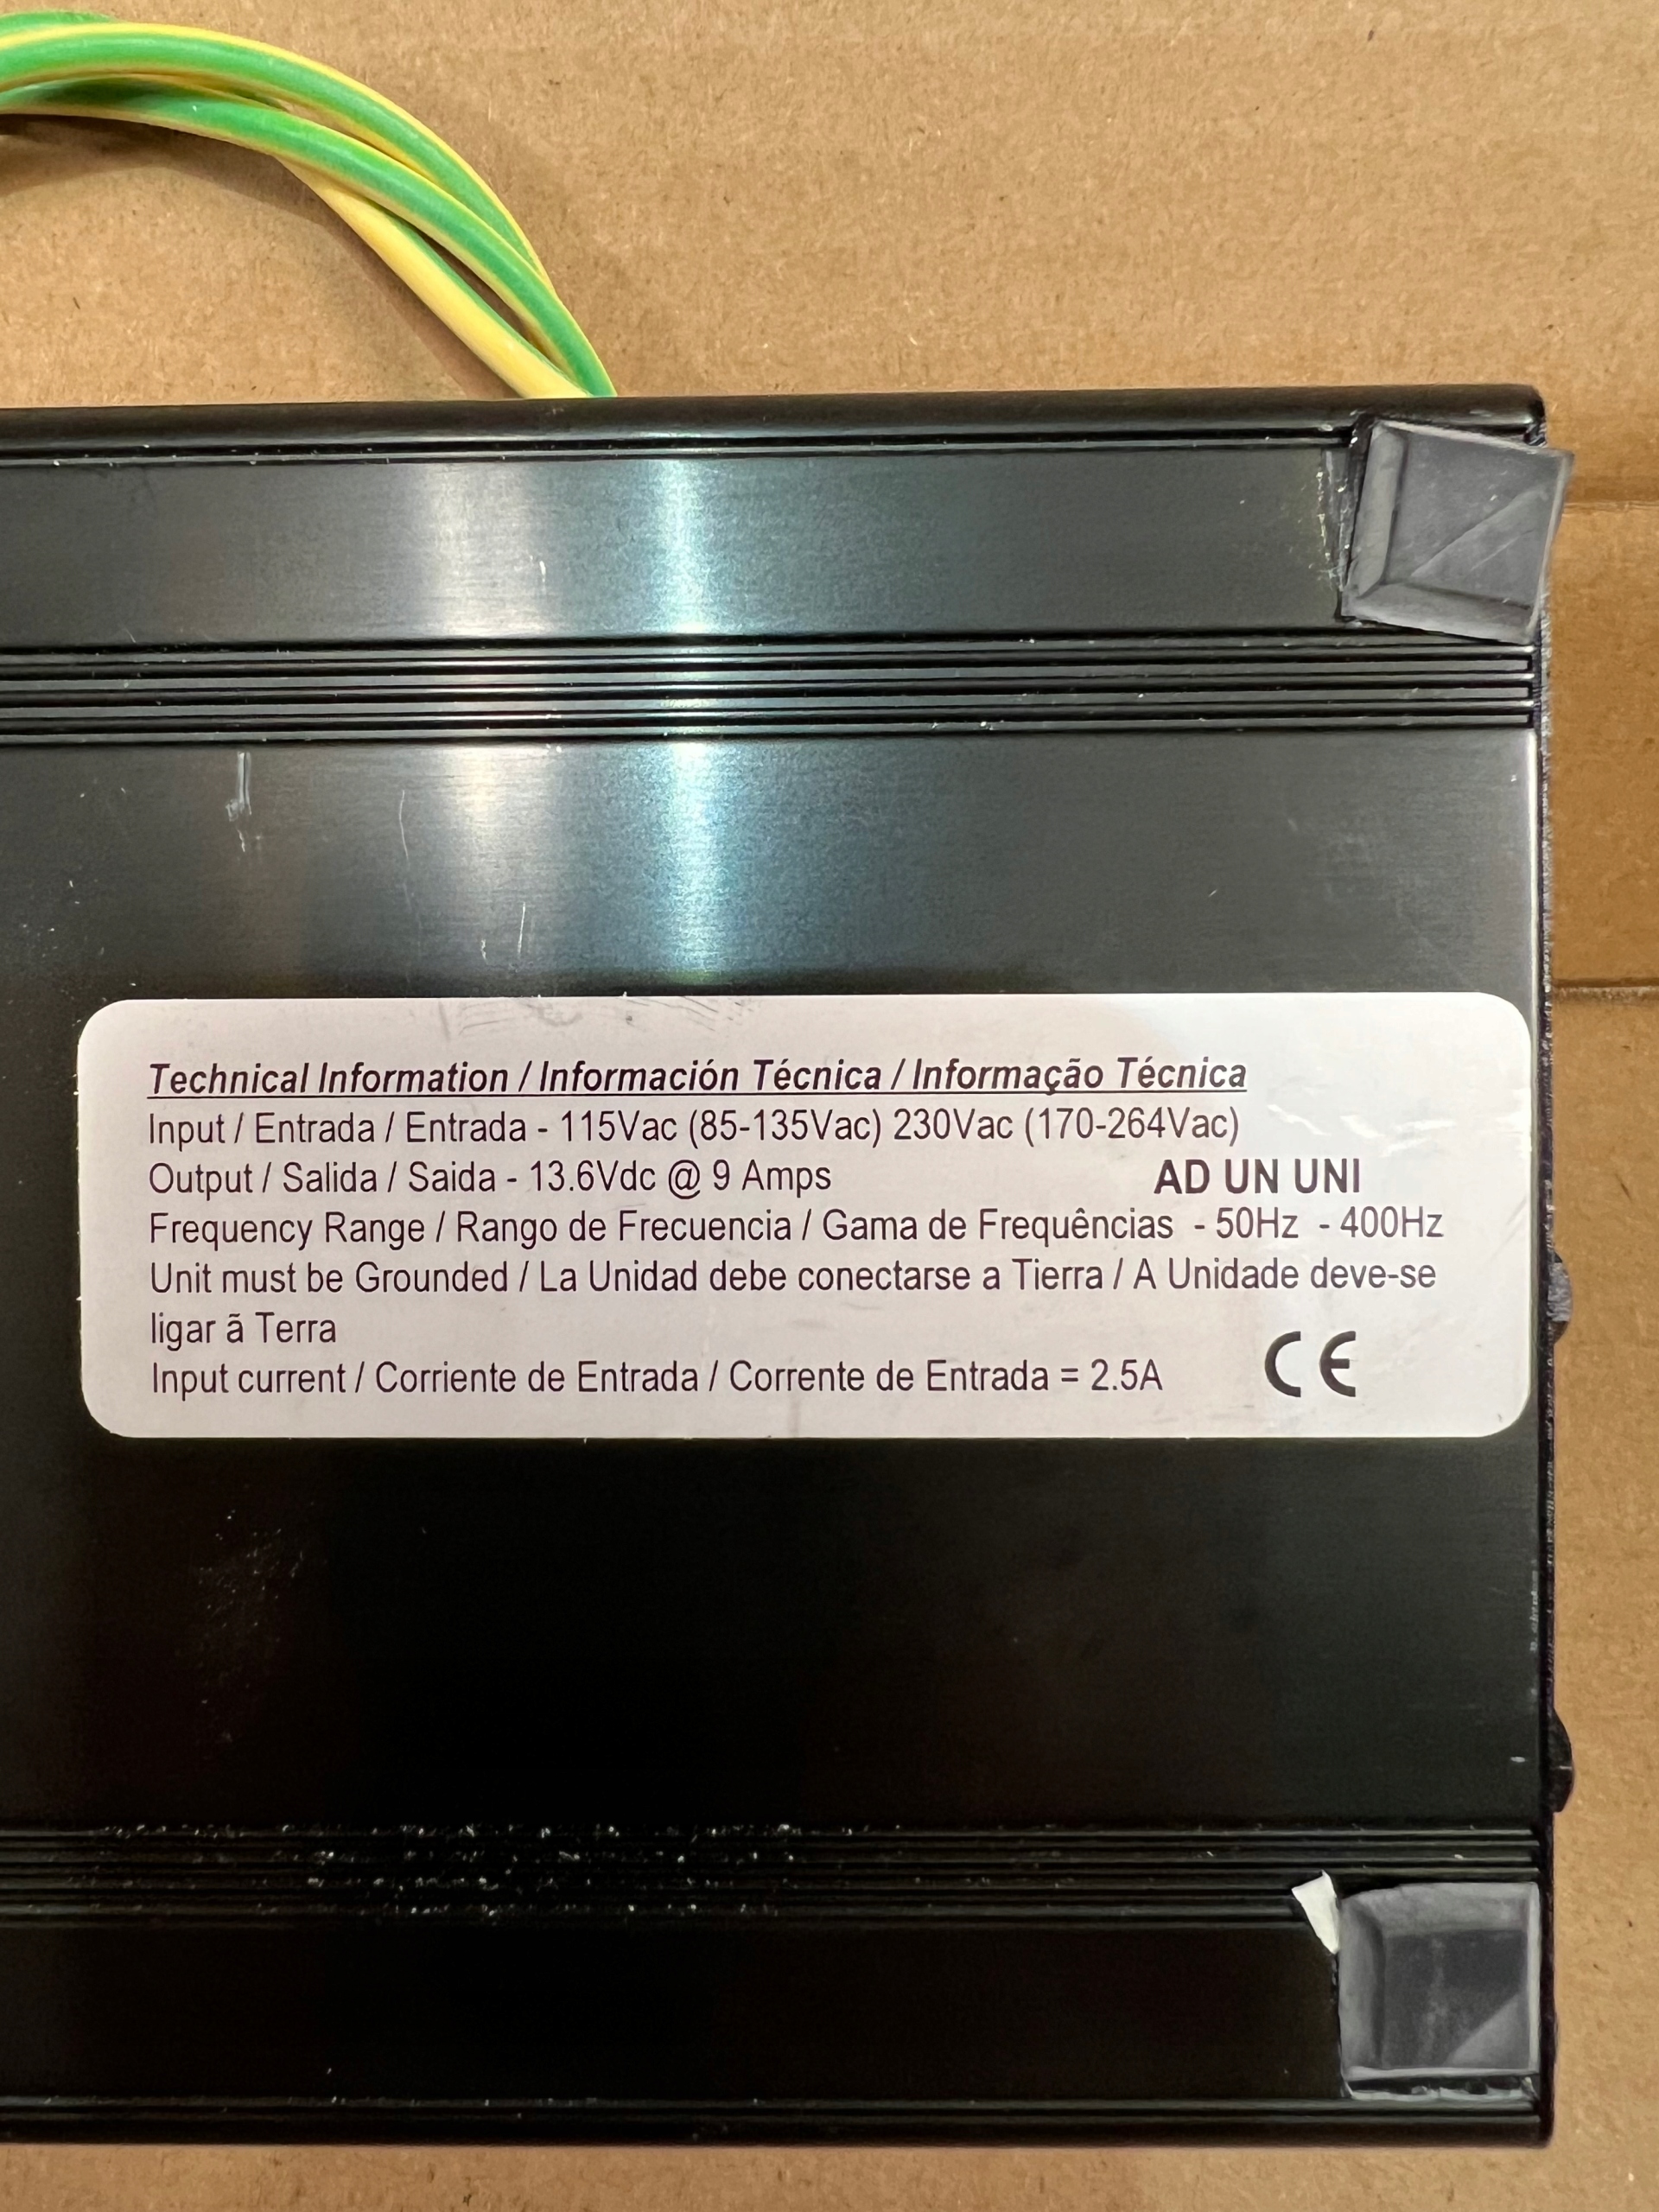 Technical Information / Información Técnica / Informação Técnica
Input / Entrada / Entrada - 115Vac (85-135Vac) 230Vac (170-264Vac)
Output / Salida / Saida - 13.6Vdc @ 9 Amps AD UN UNI
Frequency Range / Rango de Frecuencia / Gama de Frequências - 50Hz - 400Hz
Unit must be Grounded / La Unidad debe conectarse a Tierra / A Unidade deve-se
ligar ã Terra
Input current / Corriente de Entrada / Corrente de Entrada = 2.5A CE